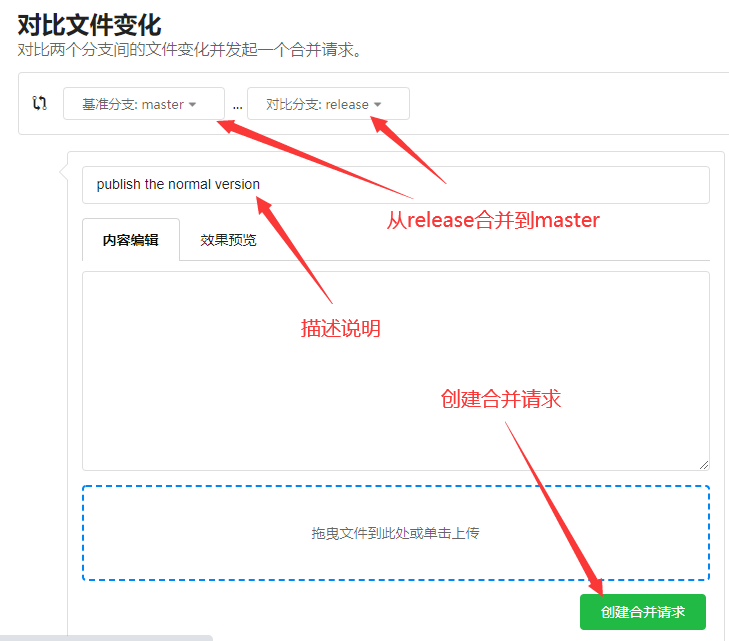 对比文件变化
对比两个分支间的文件变化并发起一个合并请求。
基准分支: master ... 对比分支: release
publish the normal version
从release合并到master
内容编辑 效果预览
描述说明
创建合并请求
拖曳文件到此处或单击上传
创建合并请求